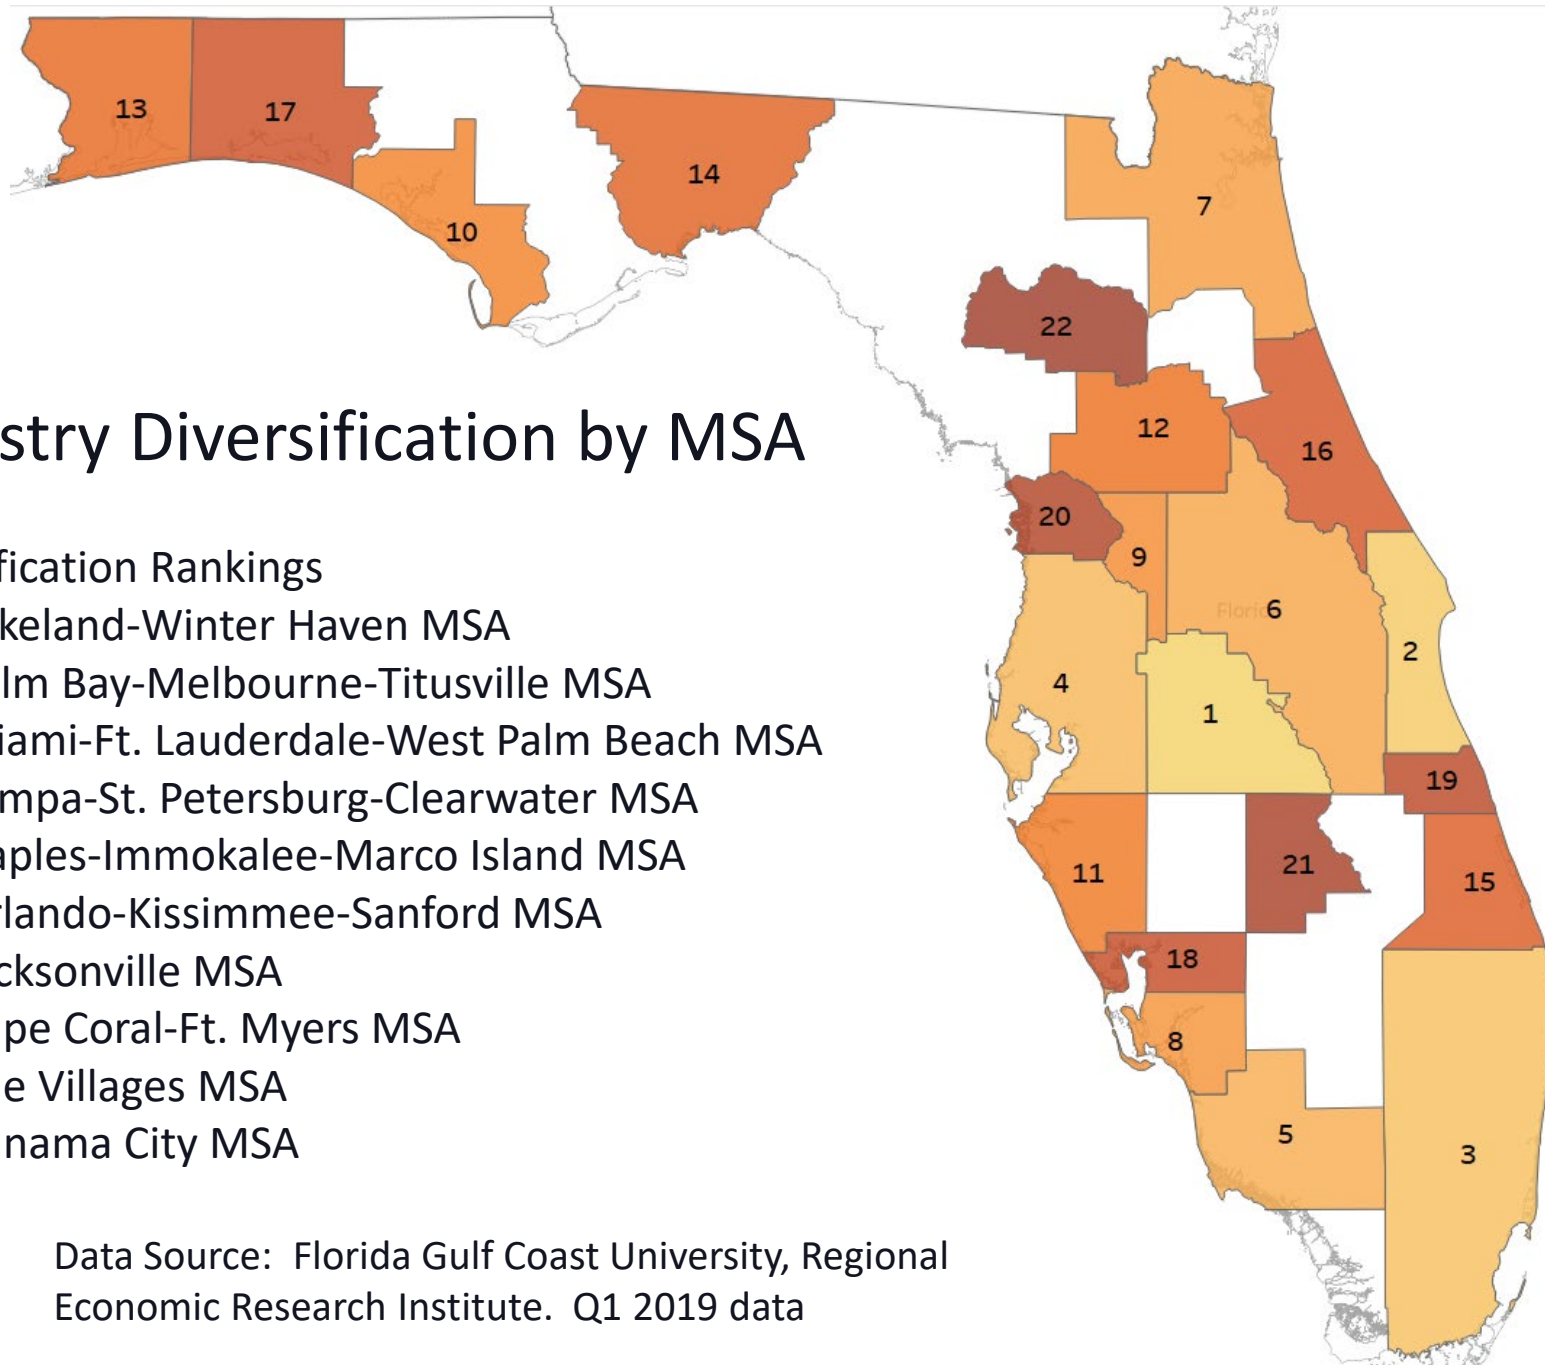 13
17
14
10
7
22
12
16
20
9
6
Florid
2
4
1
19
11
21
15
18
8
5
3
stry Diversification by MSA
fication Rankings
keland-Winter Haven MSA
lm Bay-Melbourne-Titusville MSA
iami-Ft. Lauderdale-West Palm Beach MSA
mpa-St. Petersburg-Clearwater MSA
aples-Immokalee-Marco Island MSA
rlando-Kissimmee-Sanford MSA
cksonville MSA
pe Coral-Ft. Myers MSA
e Villages MSA
nama City MSA
Data Source:  Florida Gulf Coast University, Regional
Economic Research Institute.  Q1 2019 data